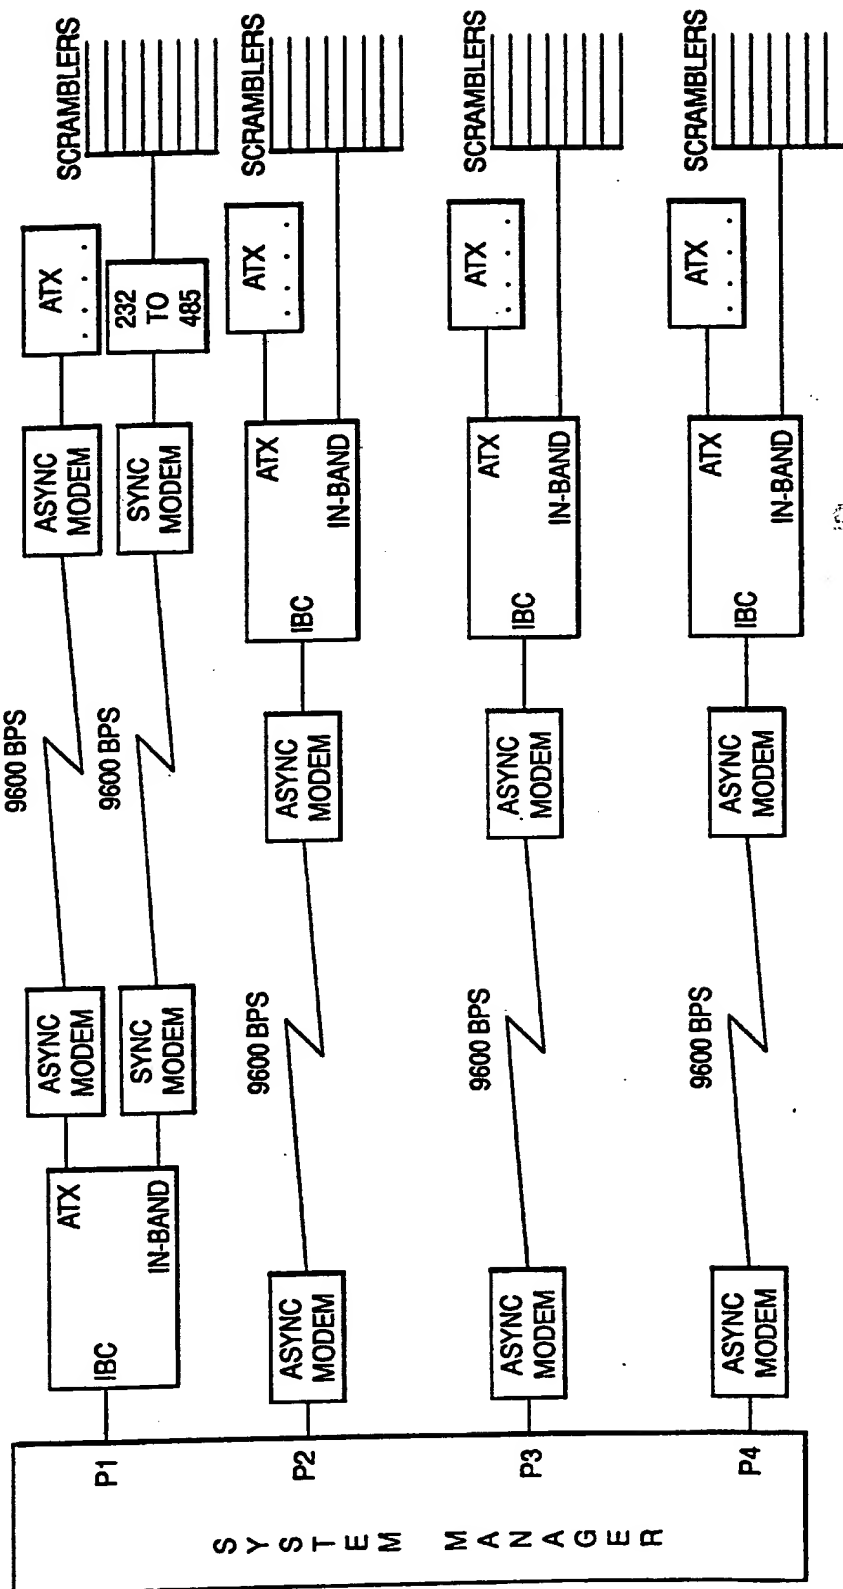 SYSTEM MANAGER
P1
IBC
ATX
IN-BAND
ASYNC
MODEM
SYNC
MODEM
9600 BPS
9600 BPS
ASYNC
MODEM
SYNC
MODEM
ATX
. . . .
232
TO
485
SCRAMBLERS
P2
ASYNC
MODEM
9600 BPS
ASYNC
MODEM
IBC
ATX
IN-BAND
ATX
. . . .
SCRAMBLERS
P3
ASYNC
MODEM
9600 BPS
ASYNC
MODEM
IBC
ATX
IN-BAND
ATX
. . . .
SCRAMBLERS
P4
ASYNC
MODEM
9600 BPS
ASYNC
MODEM
IBC
ATX
IN-BAND
ATX
. . . .
SCRAMBLERS